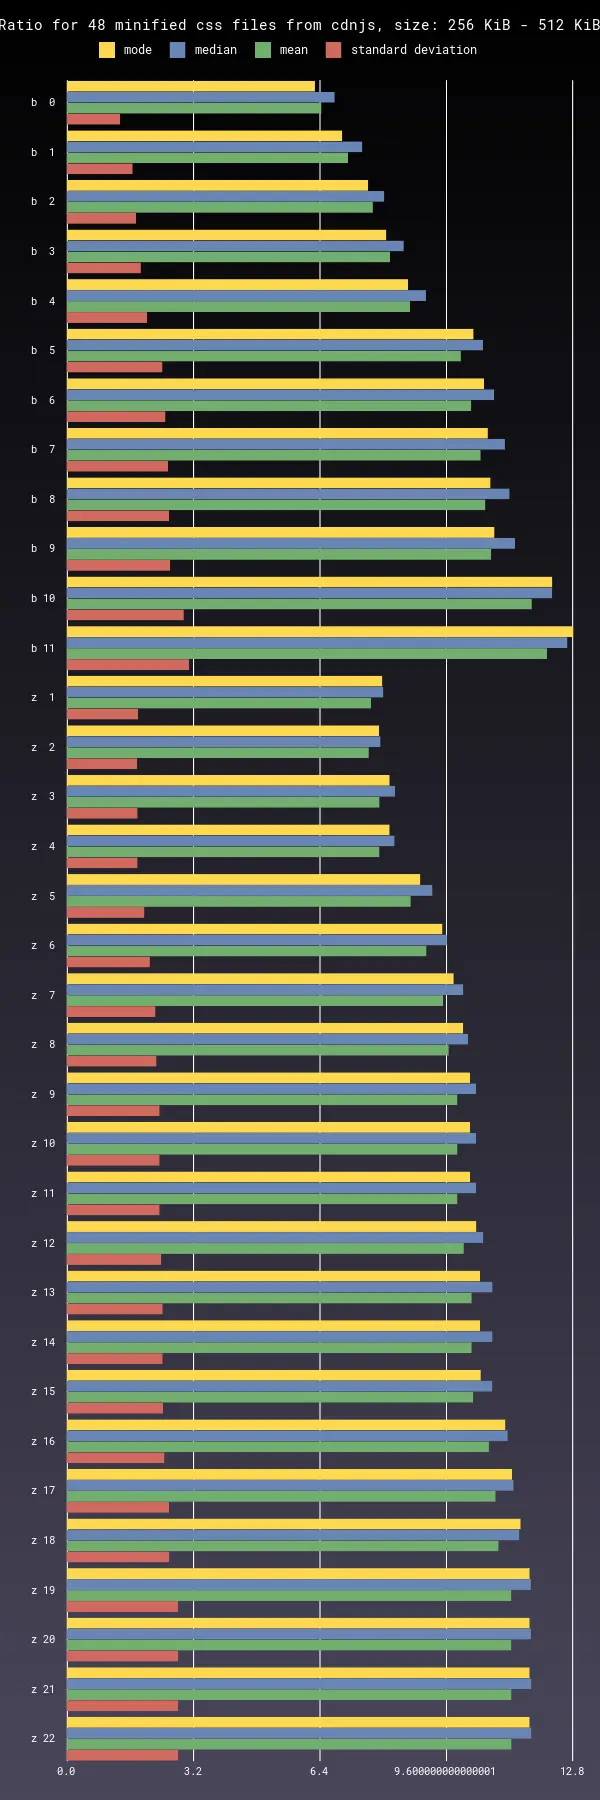 Ratio for 48 minified css files from cdnjs, size: 256 KiB - 512 KiB
mode median mean standard deviation
b 0
b 1
b 2
b 3
b 4
b 5
b 6
b 7
b 8
b 9
b 10
b 11
z 1
z 2
z 3
z 4
z 5
z 6
z 7
z 8
z 9
z 10
z 11
z 12
z 13
z 14
z 15
z 16
z 17
z 18
z 19
z 20
z 21
z 22
0.0 3.2 6.4 9.600000000000001 12.8